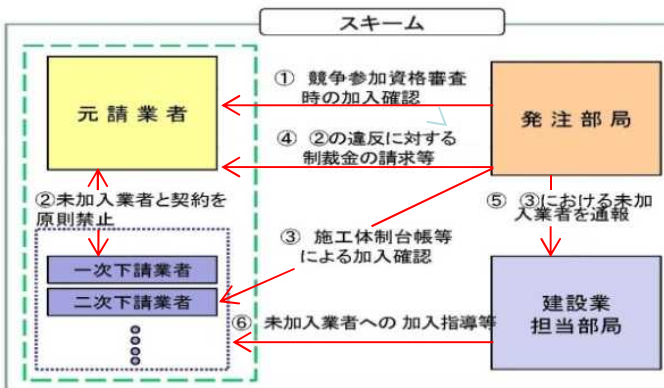 スキーム
元請業者
① 競争参加資格審査
時の加入確認
発注部局
④ ②の違反に対する
制裁金の請求等
②未加入業者と契約を
原則禁止
⑤ ③における未加
入業者を通報
③ 施工体制台帳等
による加入確認
一次下請業者
二次下請業者
建設業
担当部局
⑥ 未加入業者への 加入指導等